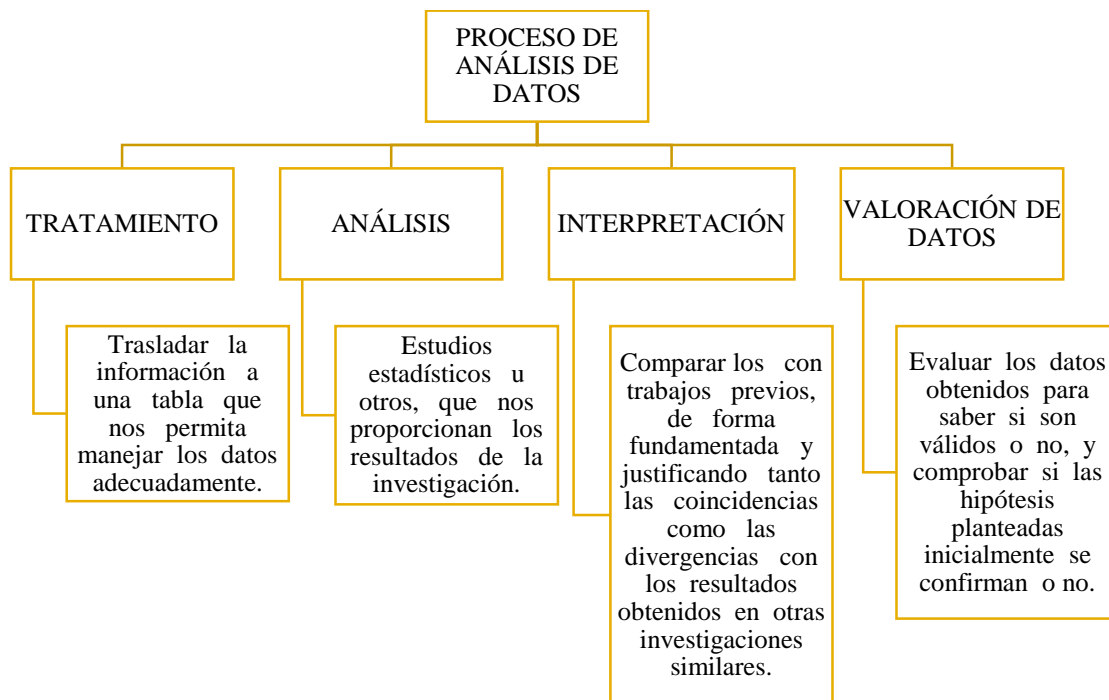 PROCESO DE
ANÁLISIS DE
DATOS
TRATAMIENTO
ANÁLISIS
INTERPRETACIÓN
VALORACIÓN DE
DATOS
Trasladar la
información a
una tabla que
nos permita
manejar los datos
adecuadamente.
Estudios
estadísticos u
otros, que nos
proporcionan los
resultados de la
investigación.
Comparar los con
trabajos previos,
de forma
fundamentada y
justificando tanto
las coincidencias
como las
divergencias con
los resultados
obtenidos en otras
investigaciones
similares.
Evaluar los datos
obtenidos para
saber si son
válidos o no, y
comprobar si las
hipótesis
planteadas
inicialmente se
confirman o no.